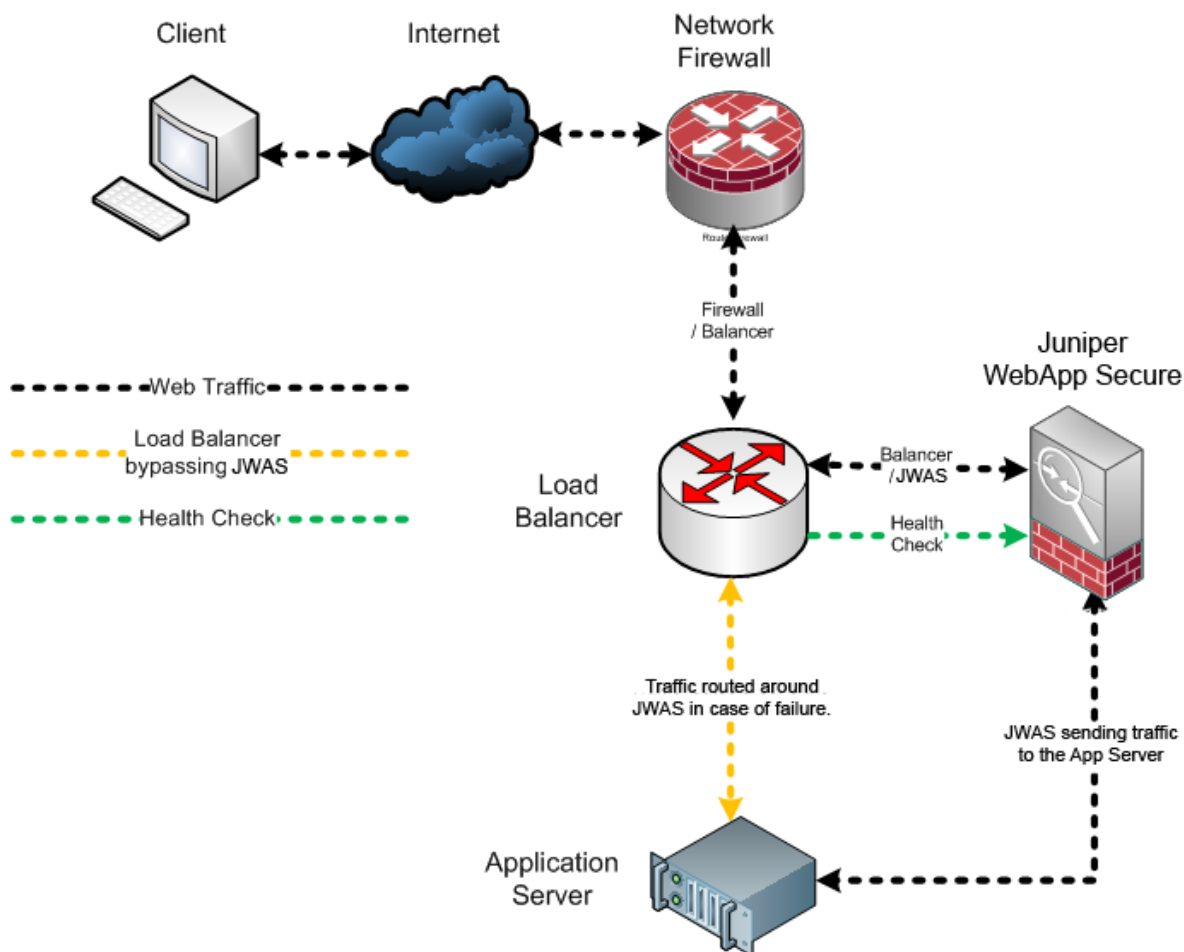 Client
Internet
Network
Firewall
Firewall
/ Balancer
Juniper
WebApp Secure
Web Traffic
Load Balancer
bypassing JWAS
Health Check
Load
Balancer
Balancer
/JWAS
Health
Check
Traffic routed around
JWAS in case of failure.
JWAS sending traffic
to the App Server
Application
Server